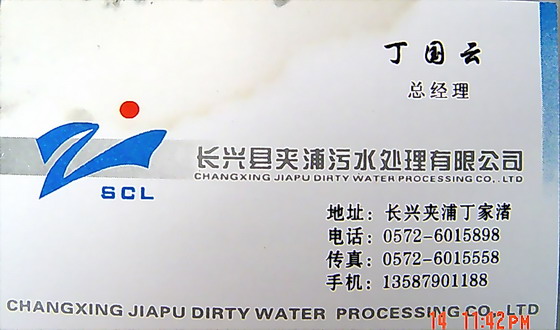 丁国云
总经理
长兴县夹浦污水处理有限公司
CHANGXING JIAPU DIRTY WATER PROCESSING CO., LTD
SCL
地址: 长兴夹浦丁家渚
电话: 0572-6015898
传真: 0572-6015558
手机: 13587901188
CHANGXING JIAPU DIRTY WATER PROCESSING CO., LTD
14 11:42PM